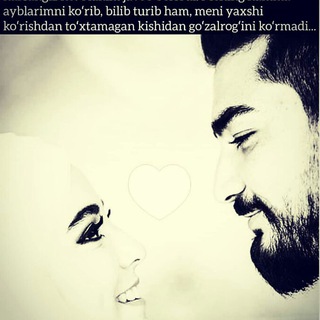 ayblarimni ko‘rib, bilib turib ham, meni yaxshi
ko‘rishdan to‘xtamagan kishidan go‘zalrog‘ini ko‘rmadi...